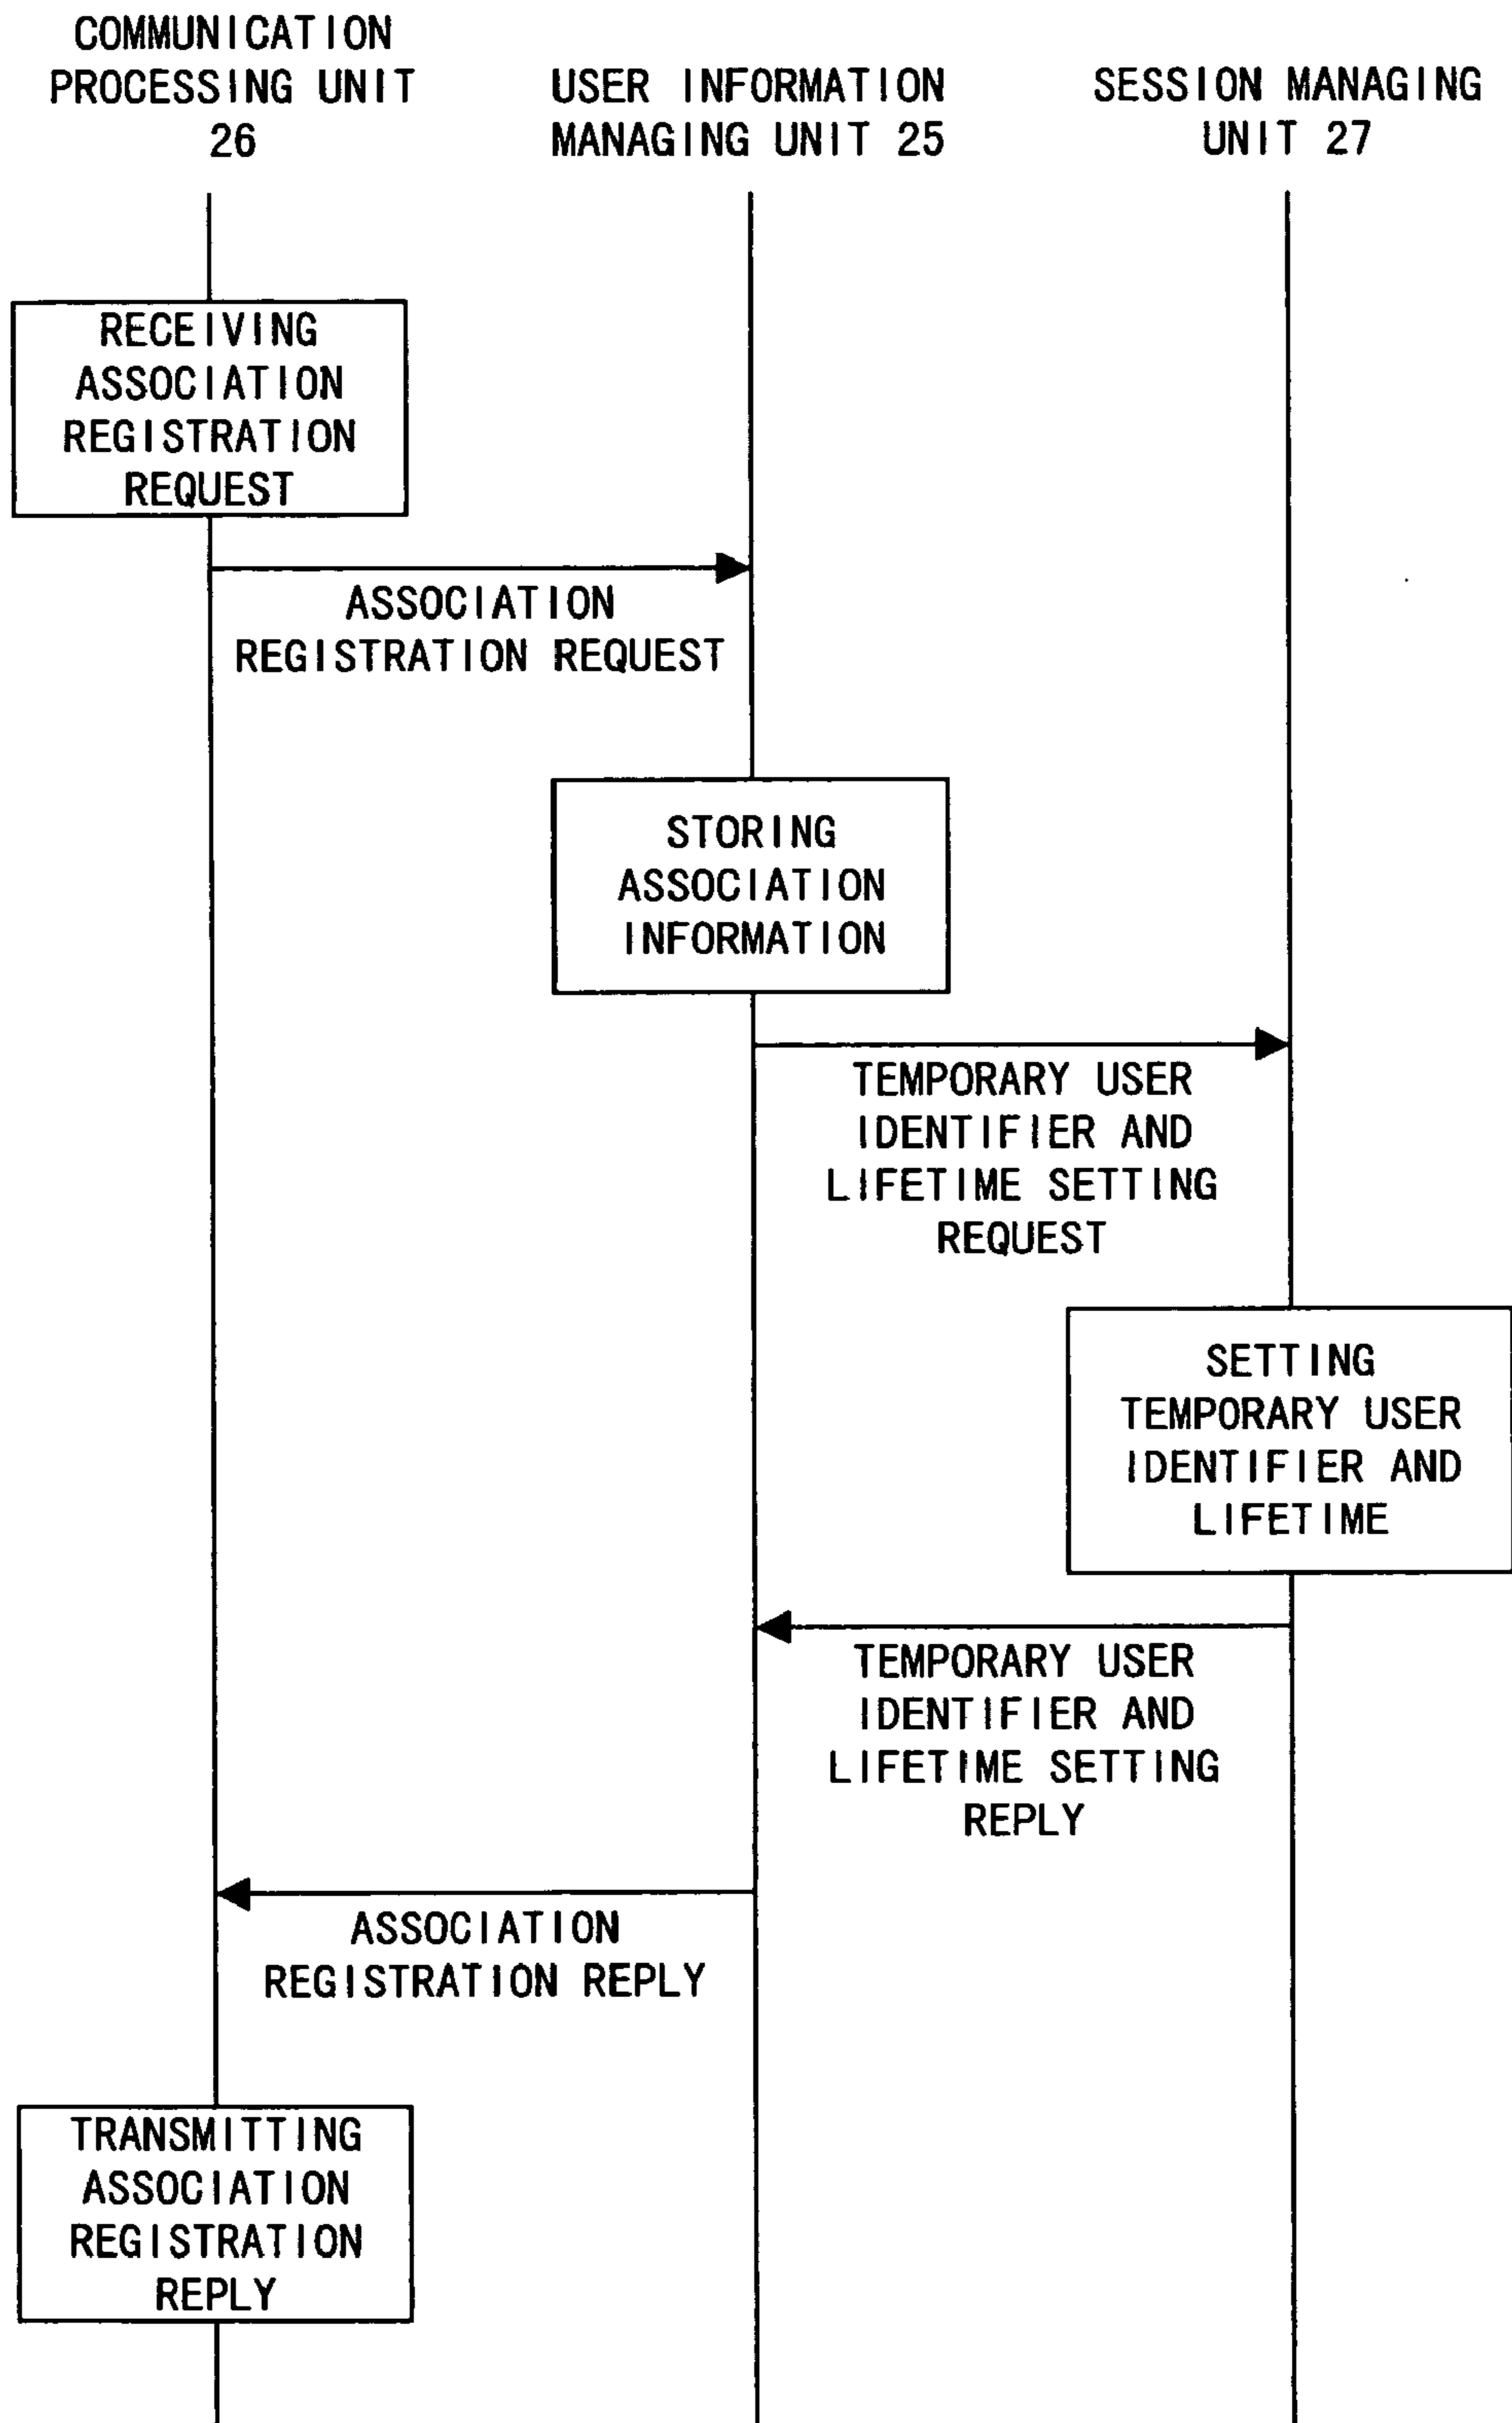 COMMUNICATION
PROCESSING UNIT
26
USER INFORMATION
MANAGING UNIT 25
SESSION MANAGING
UNIT 27
RECEIVING
ASSOCIATION
REGISTRATION
REQUEST
ASSOCIATION
REGISTRATION REQUEST
STORING
ASSOCIATION
INFORMATION
TEMPORARY USER
IDENTIFIER AND
LIFETIME SETTING
REQUEST
SETTING
TEMPORARY USER
IDENTIFIER AND
LIFETIME
TEMPORARY USER
IDENTIFIER AND
LIFETIME SETTING
REPLY
ASSOCIATION
REGISTRATION REPLY
TRANSMITTING
ASSOCIATION
REGISTRATION
REPLY